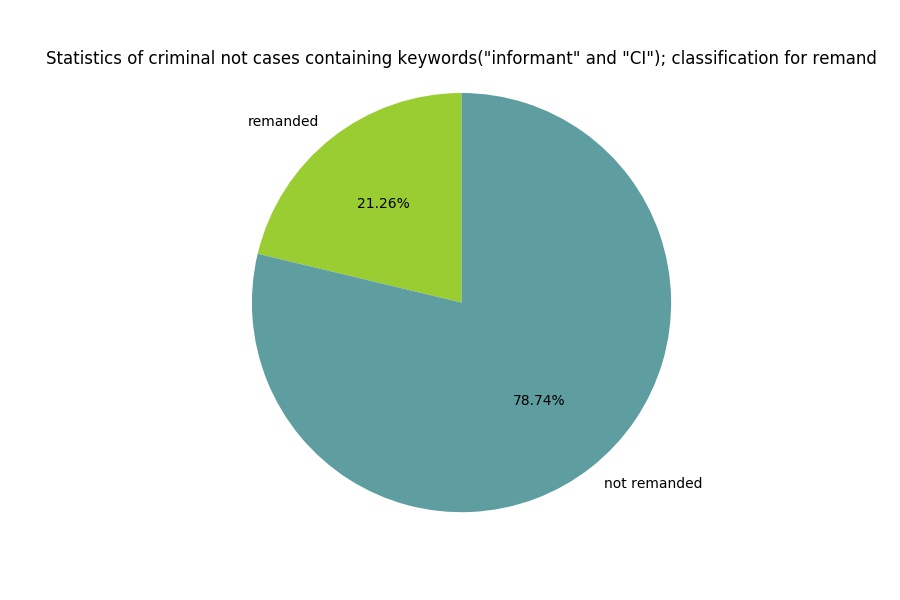 Statistics of criminal not cases containing keywords("informant" and "CI"); classification for remand
remanded
21.26%
78.74%
not remanded